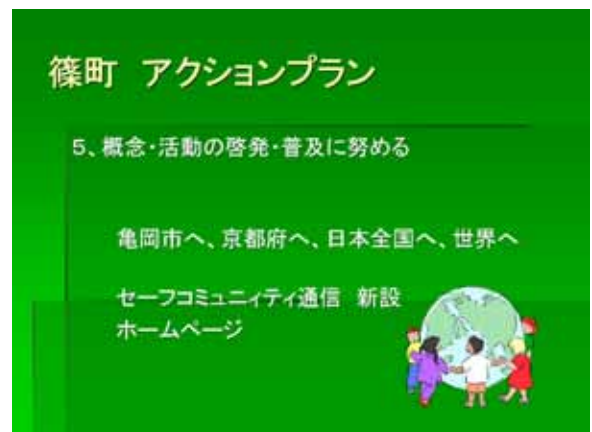 篠町 アクションプラン
5、概念・活動の啓発・普及に努める
亀岡市へ、京都府へ、日本全国へ、世界へ
セーフコミュニィティ通信 新設
ホームページ